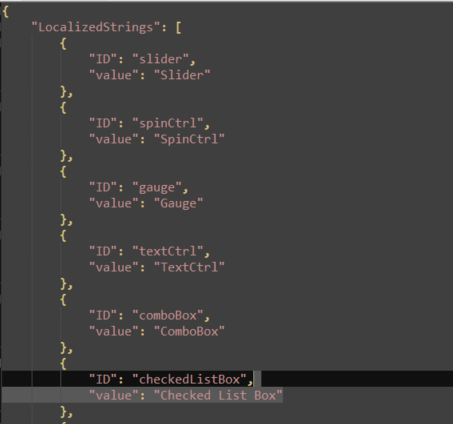 {
"LocalizedStrings": [
{
"ID": "slider",
"value": "Slider"
},
{
"ID": "spinCtrl",
"value": "SpinCtrl"
},
{
"ID": "gauge",
"value": "Gauge"
},
{
"ID": "textCtrl",
"value": "TextCtrl"
},
{
"ID": "comboBox",
"value": "ComboBox"
},
{
"ID": "checkedListBox",
"value": "Checked List Box"
},
{